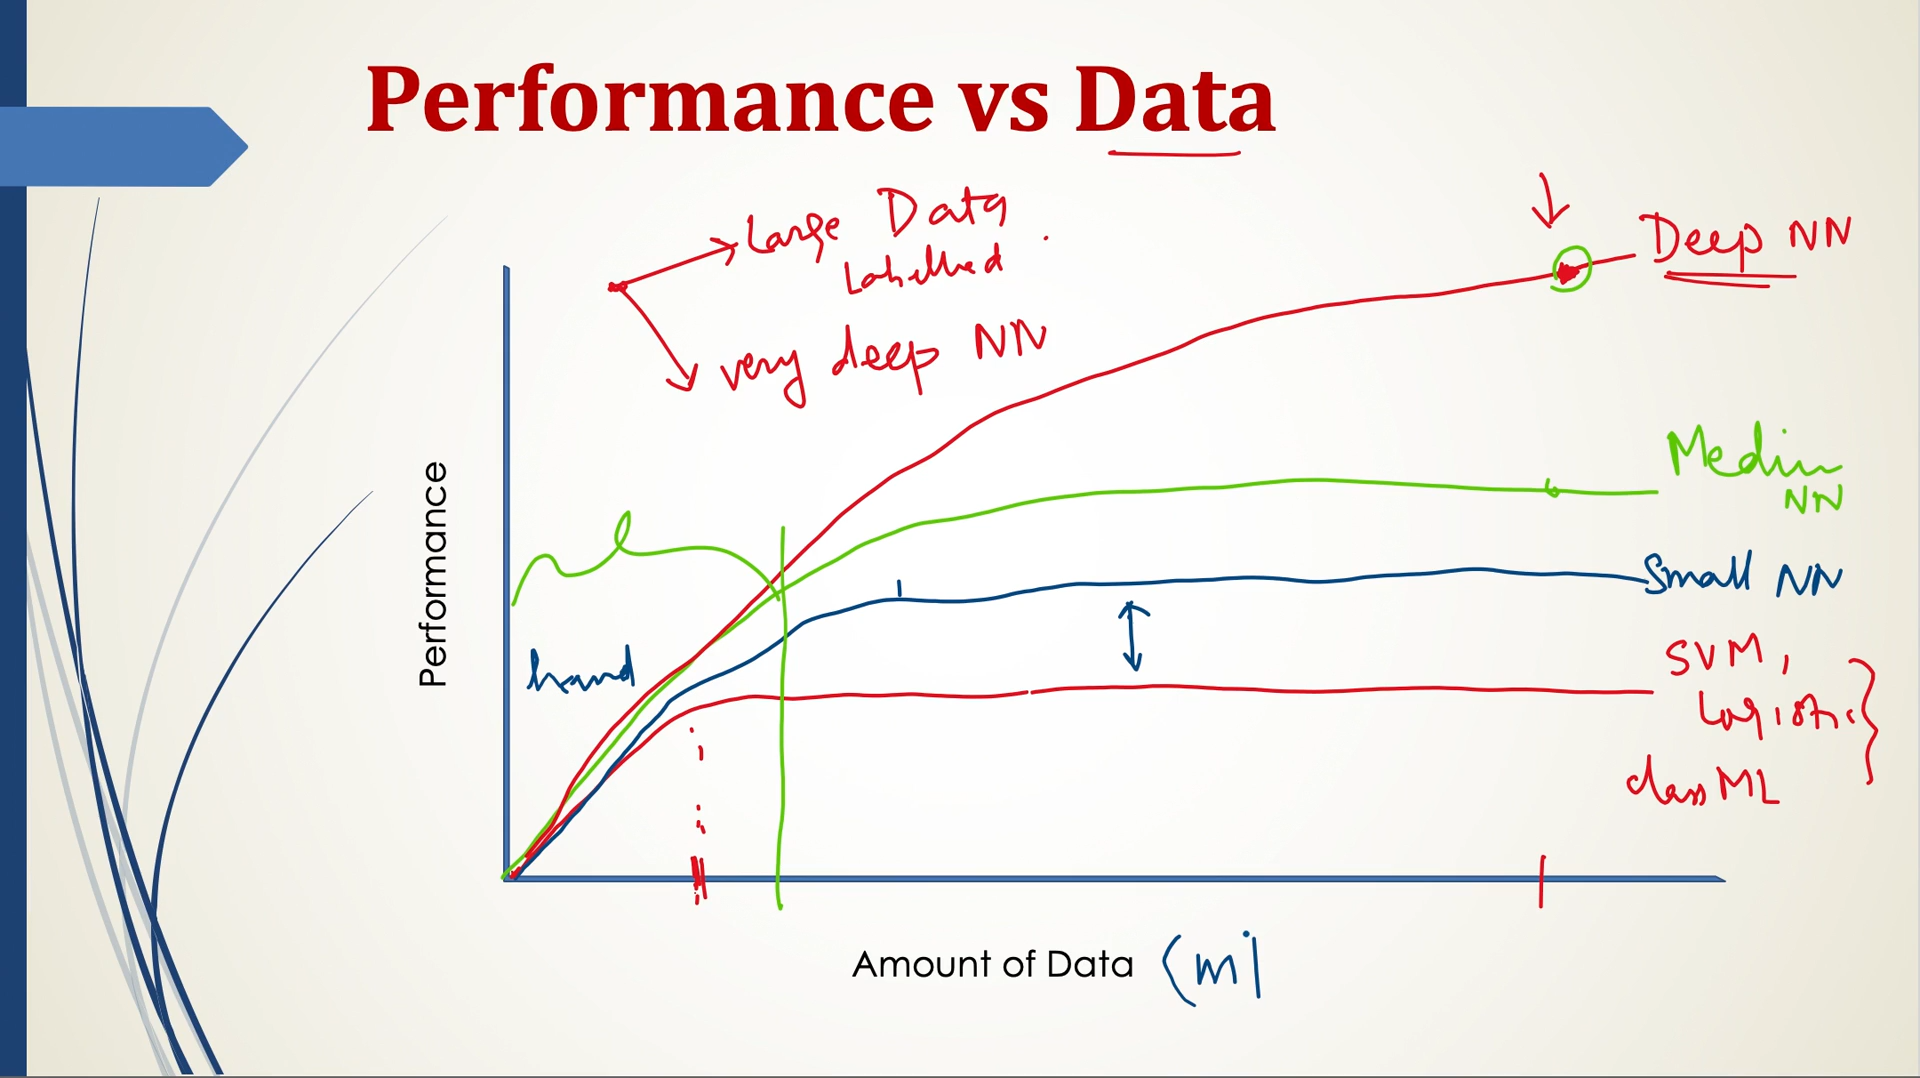 Performance vs Data
Large Data
Labelled
very deep NN
Deep NN
Medium
NN
Small NN
SVM,
Logistic
class ML
hand
Performance
Amount of Data (m)